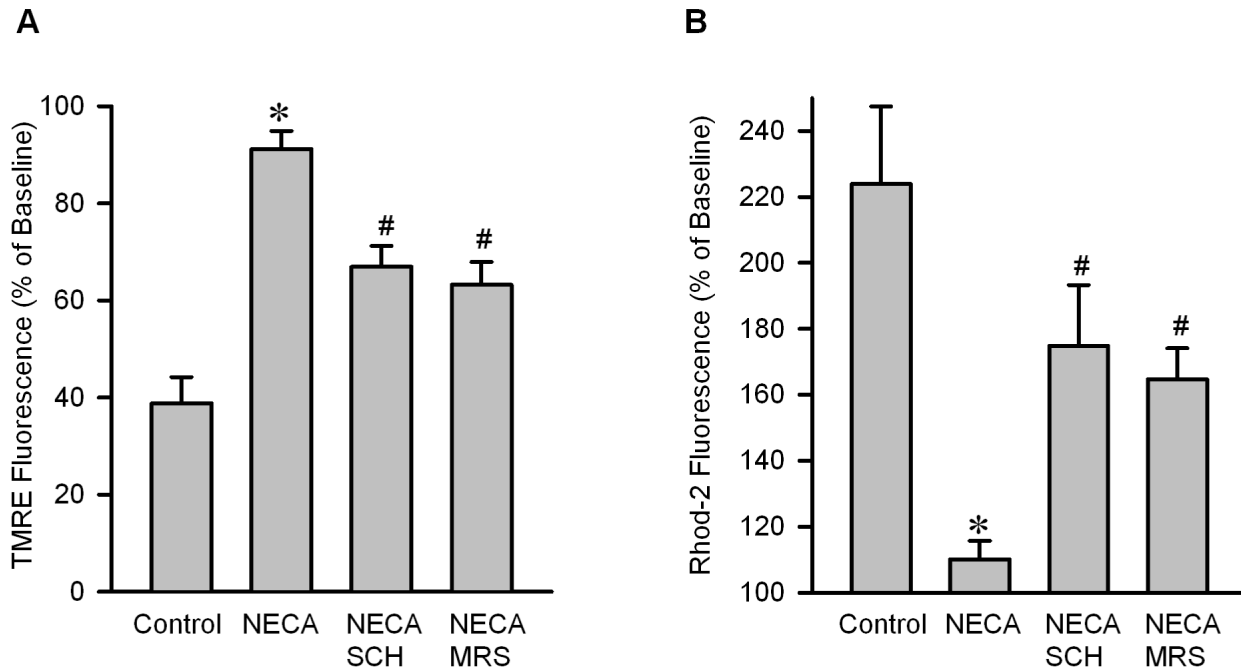 A
TMRE Fluorescence (% of Baseline)
100
80
60
40
20
0
*
#
#
Control
NECA
NECA
SCH
NECA
MRS
B
Rhod-2 Fluorescence (% of Baseline)
240
220
200
180
160
140
120
100
*
#
#
Control
NECA
NECA
SCH
NECA
MRS